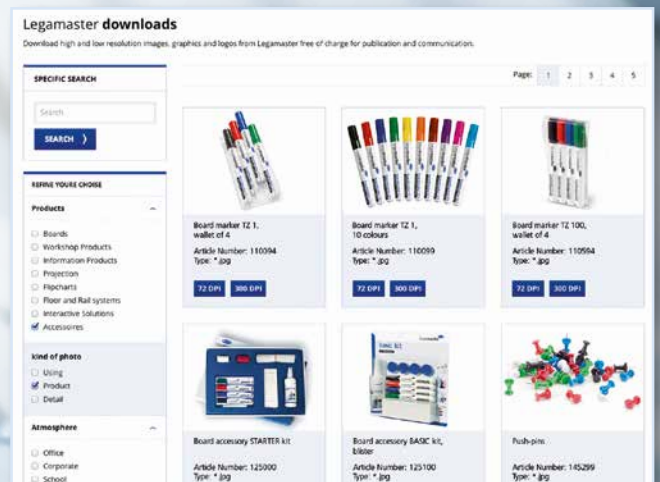 Legamaster downloads
Download high and low resolution images, graphics and logos from Legamaster free of charge for publication and communication.
SPECIFIC SEARCH
Search
SEARCH
REFINE YOURE CHOISE
Products
Boards
Workshop Products
Information Products
Projection
Flipcharts
Floor and Rail systems
Interactive Solutions
Accessoires
kind of photo
Using
Product
Detail
Atmosphere
Office
Corporate
School
Page: 1 2 3 4 5
Board marker TZ 1,
wallet of 4
Article Number: 110094
Type: *.jpg
72 DPI 300 DPI
Board marker TZ 1,
10 colours
Article Number: 110099
Type: *.jpg
72 DPI 300 DPI
Board marker TZ 100,
wallet of 4
Article Number: 110594
Type: *.jpg
72 DPI 300 DPI
Board accessory STARTER kit
Article Number: 125000
Type: *.jpg
basic kit
Board accessory BASIC kit,
blister
Article Number: 125100
Type: *.jpg
Push-pins
Article Number: 145299
Type: *.jpg